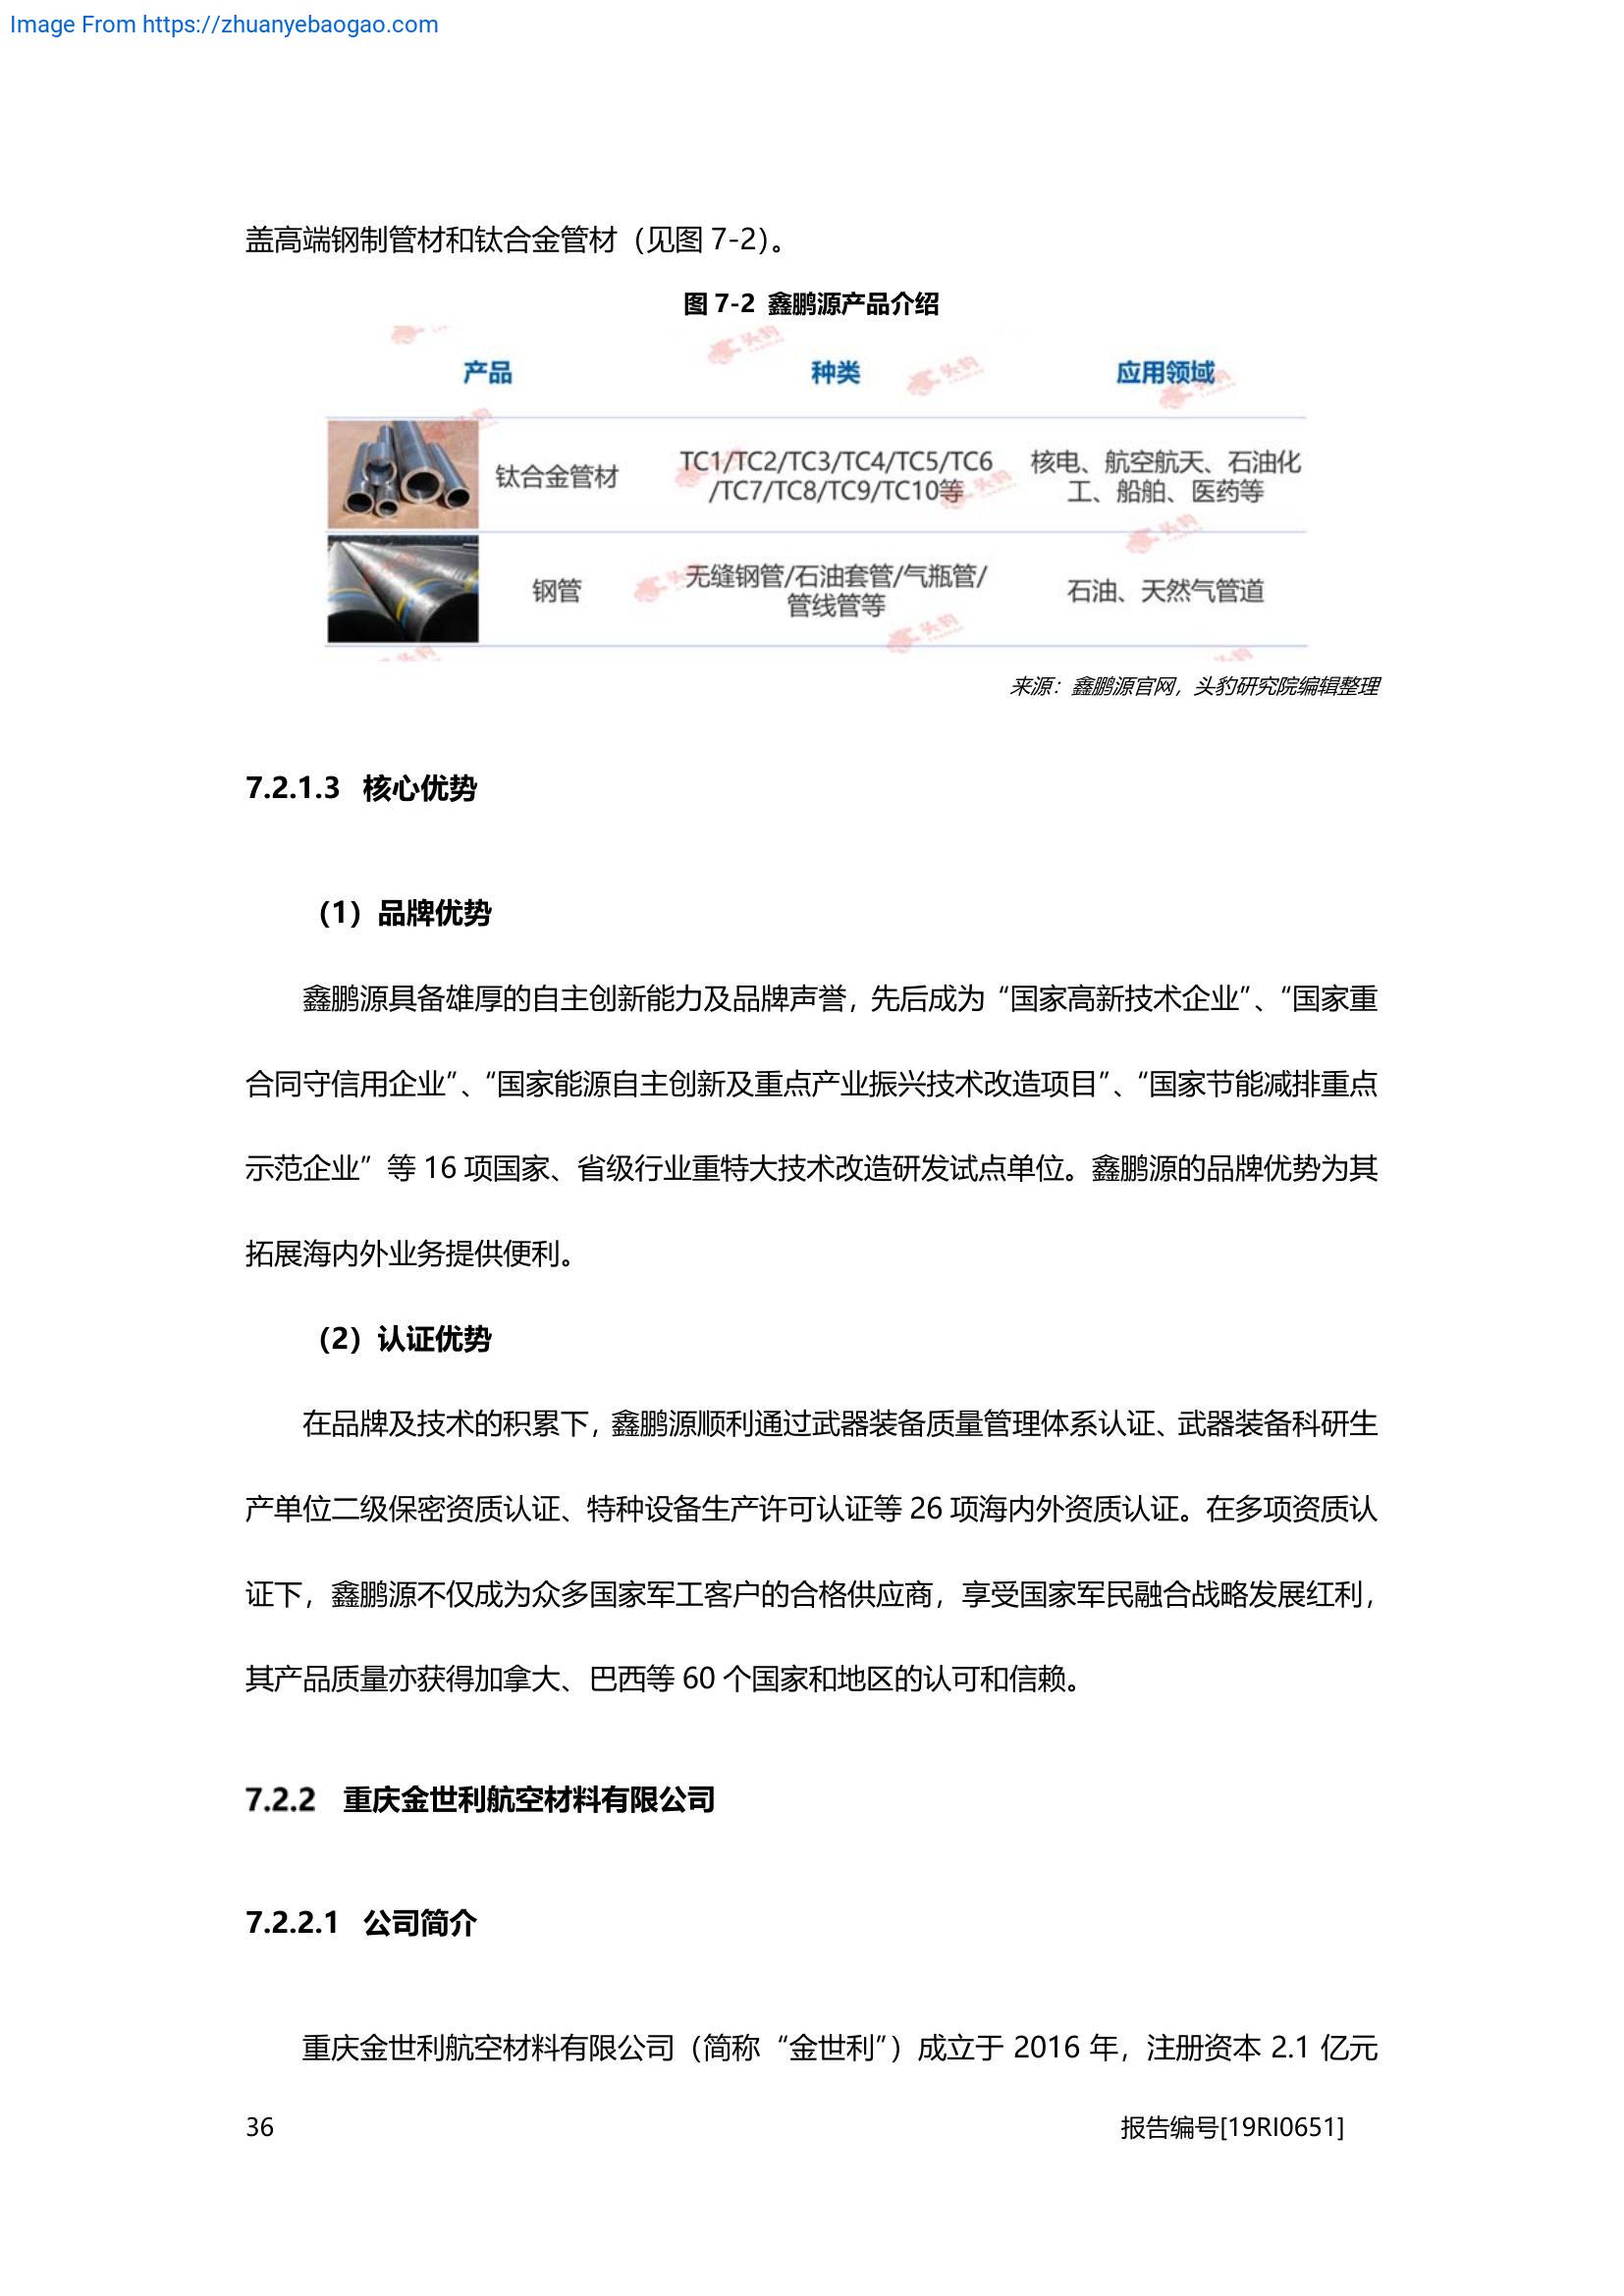 Image From https://zhuanyebaogao.com
盖高端钢制管材和钛合金管材（见图 7-2）。
图 7-2 鑫鹏源产品介绍
产品 种类 应用领域
钛合金管材
TC1/TC2/TC3/TC4/TC5/TC6
/TC7/TC8/TC9/TC10等
核电、航空航天、石油化
工、船舶、医药等
钢管
无缝钢管/石油套管/气瓶管/
管线管等
石油、天然气管道
来源：鑫鹏源官网，头豹研究院编辑整理
7.2.1.3 核心优势
（1）品牌优势
鑫鹏源具备雄厚的自主创新能力及品牌声誉，先后成为“国家高新技术企业”、“国家重
合同守信用企业”、“国家能源自主创新及重点产业振兴技术改造项目”、“国家节能减排重点
示范企业”等 16 项国家、省级行业重特大技术改造研发试点单位。鑫鹏源的品牌优势为其
拓展海内外业务提供便利。
（2）认证优势
在品牌及技术的积累下，鑫鹏源顺利通过武器装备质量管理体系认证、武器装备科研生
产单位二级保密资质认证、特种设备生产许可认证等 26 项海内外资质认证。在多项资质认
证下，鑫鹏源不仅成为众多国家军工客户的合格供应商，享受国家军民融合战略发展红利，
其产品质量亦获得加拿大、巴西等 60 个国家和地区的认可和信赖。
7.2.2 重庆金世利航空材料有限公司
7.2.2.1 公司简介
重庆金世利航空材料有限公司（简称“金世利”）成立于 2016 年，注册资本 2.1 亿元
36 报告编号[19RI0651]